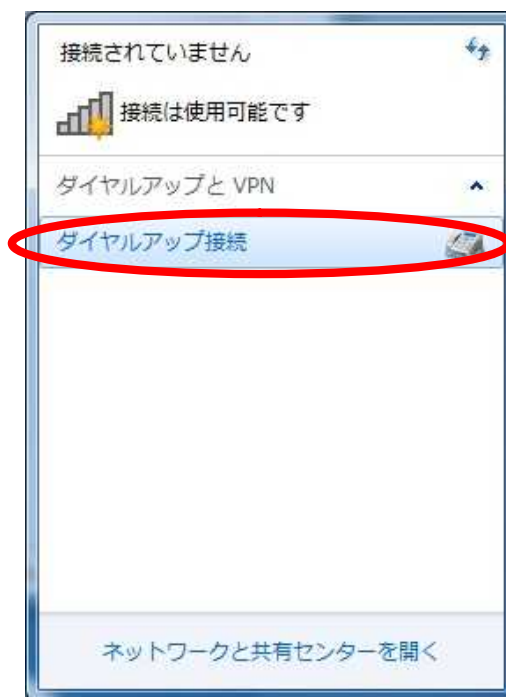 接続されていません
接続は使用可能です
ダイヤルアップと VPN
ダイヤルアップ接続
ネットワークと共有センターを開く